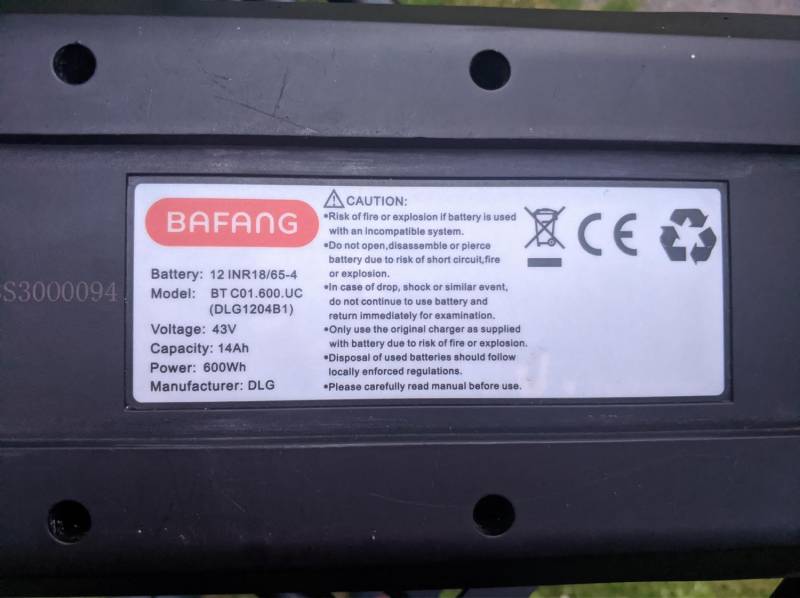 BAFANG
Battery: 12 INR18/65-4
Model: BT C01.600.UC
(DLG1204B1)
Voltage: 43V
Capacity: 14Ah
Power: 600Wh
Manufacturer: DLG
CAUTION:
•Risk of fire or explosion if battery is used
with an incompatible system.
•Do not open,disassemble or pierce
battery due to risk of short circuit,fire
or explosion.
•In case of drop, shock or similar event,
do not continue to use battery and
return immediately for examination.
•Only use the original charger as supplied
with battery due to risk of fire or explosion.
•Disposal of used batteries should follow
locally enforced regulations.
•Please carefully read manual before use.
CE